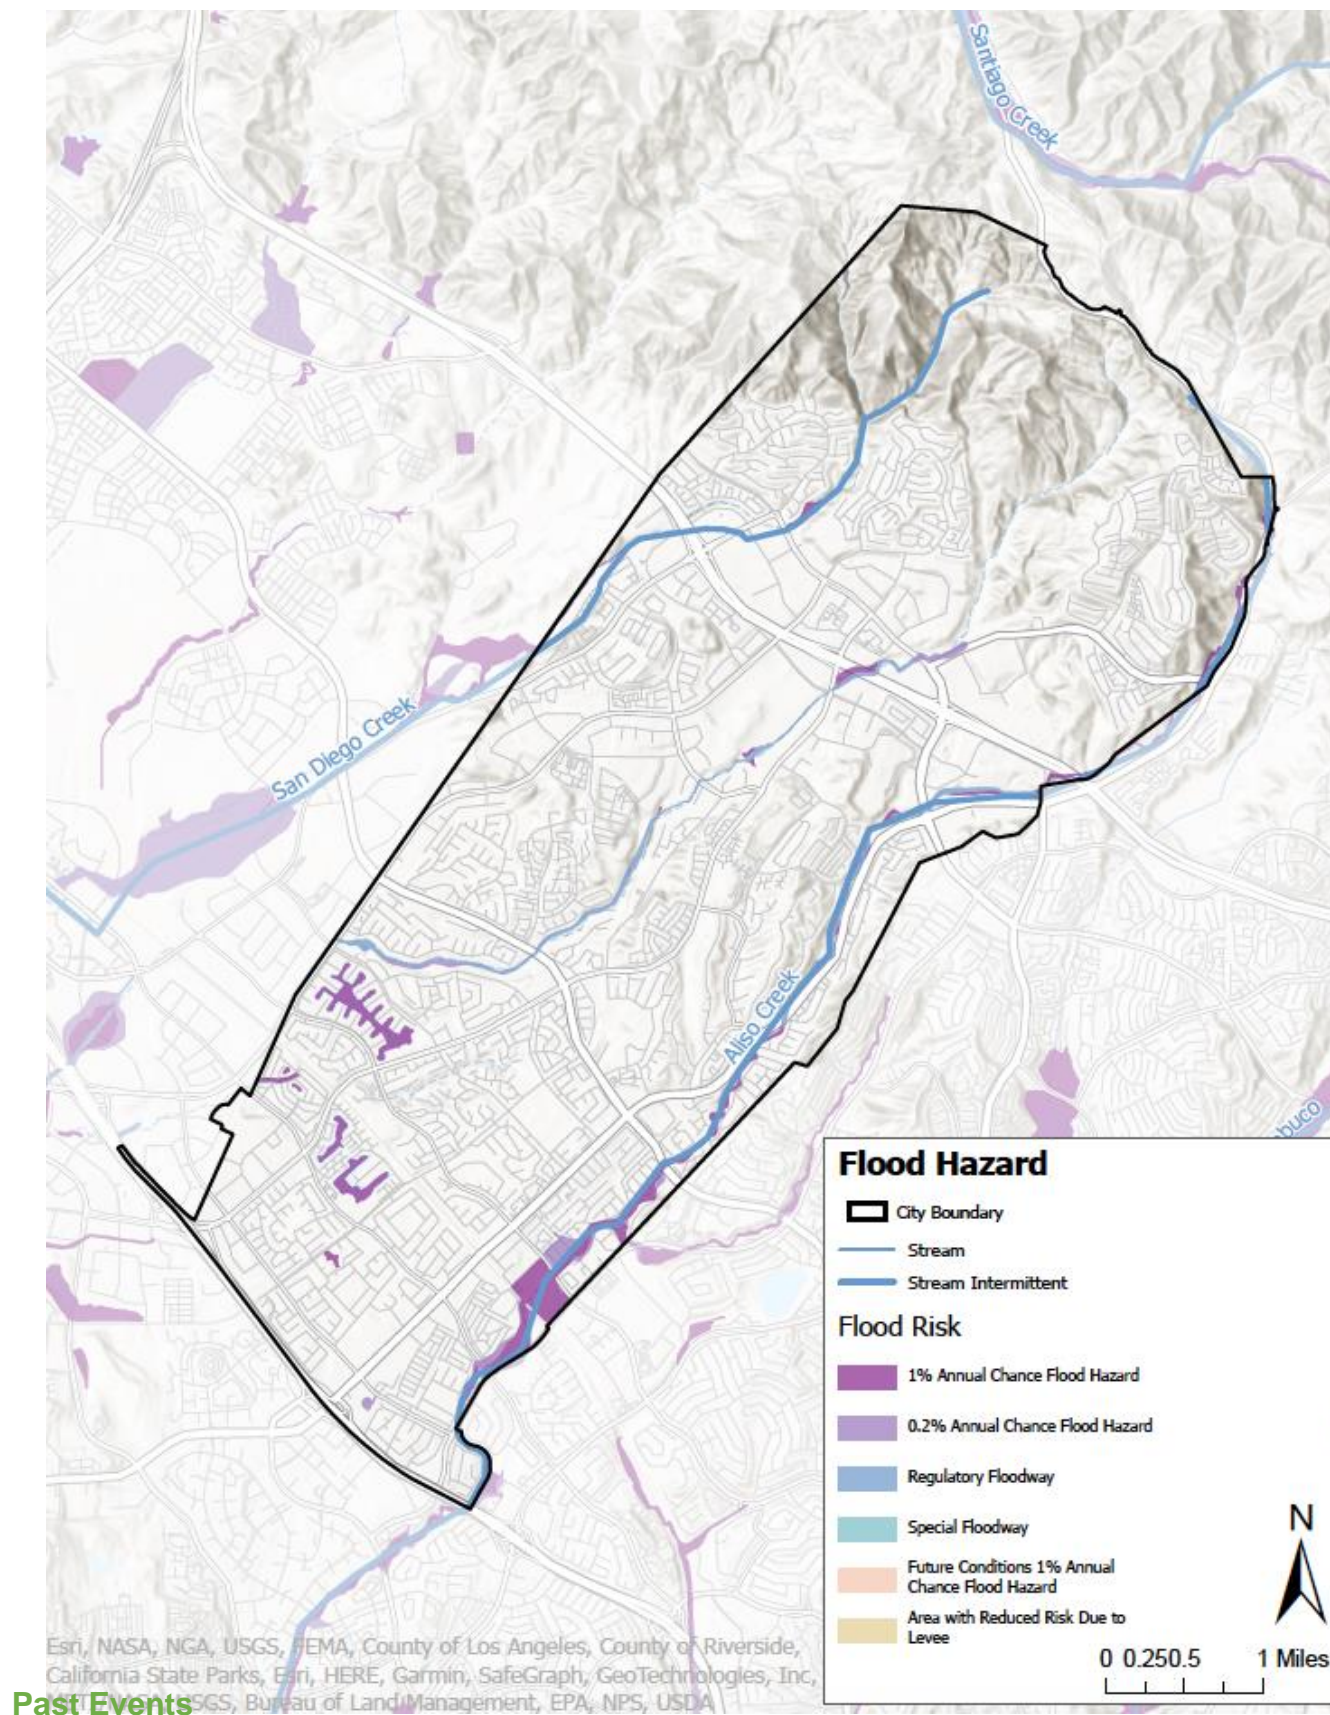 Santiago Creek
San Diego Creek
Aliso Creek
abuco
Flood Hazard
City Boundary
Stream
Stream Intermittent
Flood Risk
1% Annual Chance Flood Hazard
0.2% Annual Chance Flood Hazard
Regulatory Floodway
Special Floodway
Future Conditions 1% Annual
Chance Flood Hazard
Area with Reduced Risk Due to
Levee
N
0 0.250.5 1 Miles
Esri, NASA, NGA, USGS, FEMA, County of Los Angeles, County of Riverside,
California State Parks, Esri, HERE, Garmin, SafeGraph, GeoTechnologies, Inc,
USGS, Bureau of Land Management, EPA, NPS, USDA
Past Events